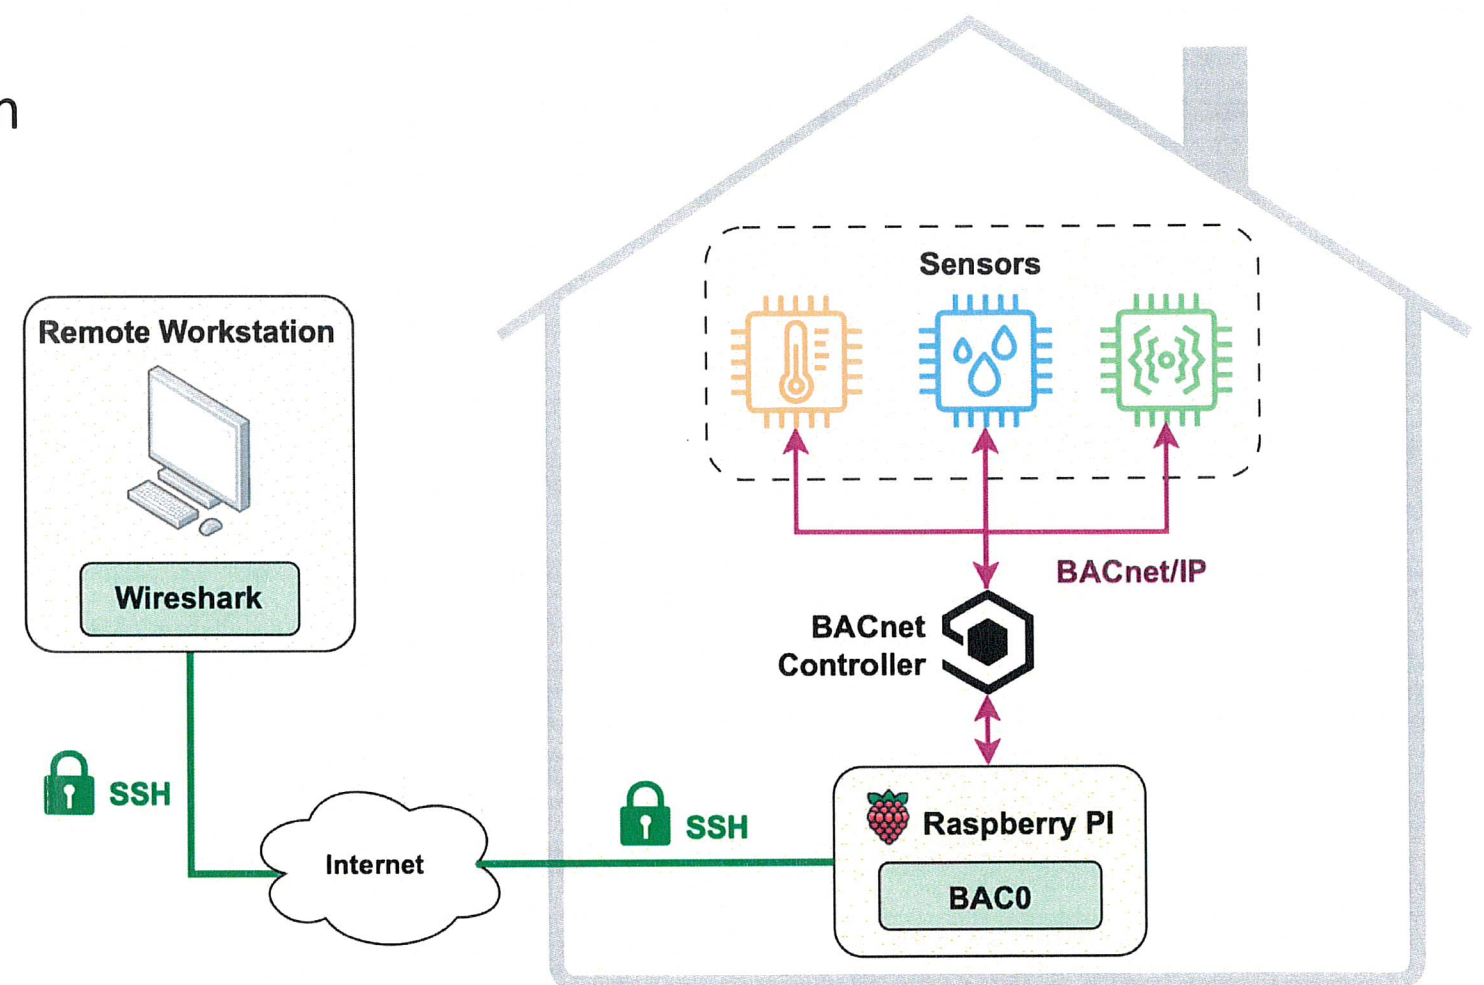 n
Sensors
Remote Workstation
Wireshark
BACnet/IP
BACnet
Controller
SSH
SSH
Internet
Raspberry PI
BAC0